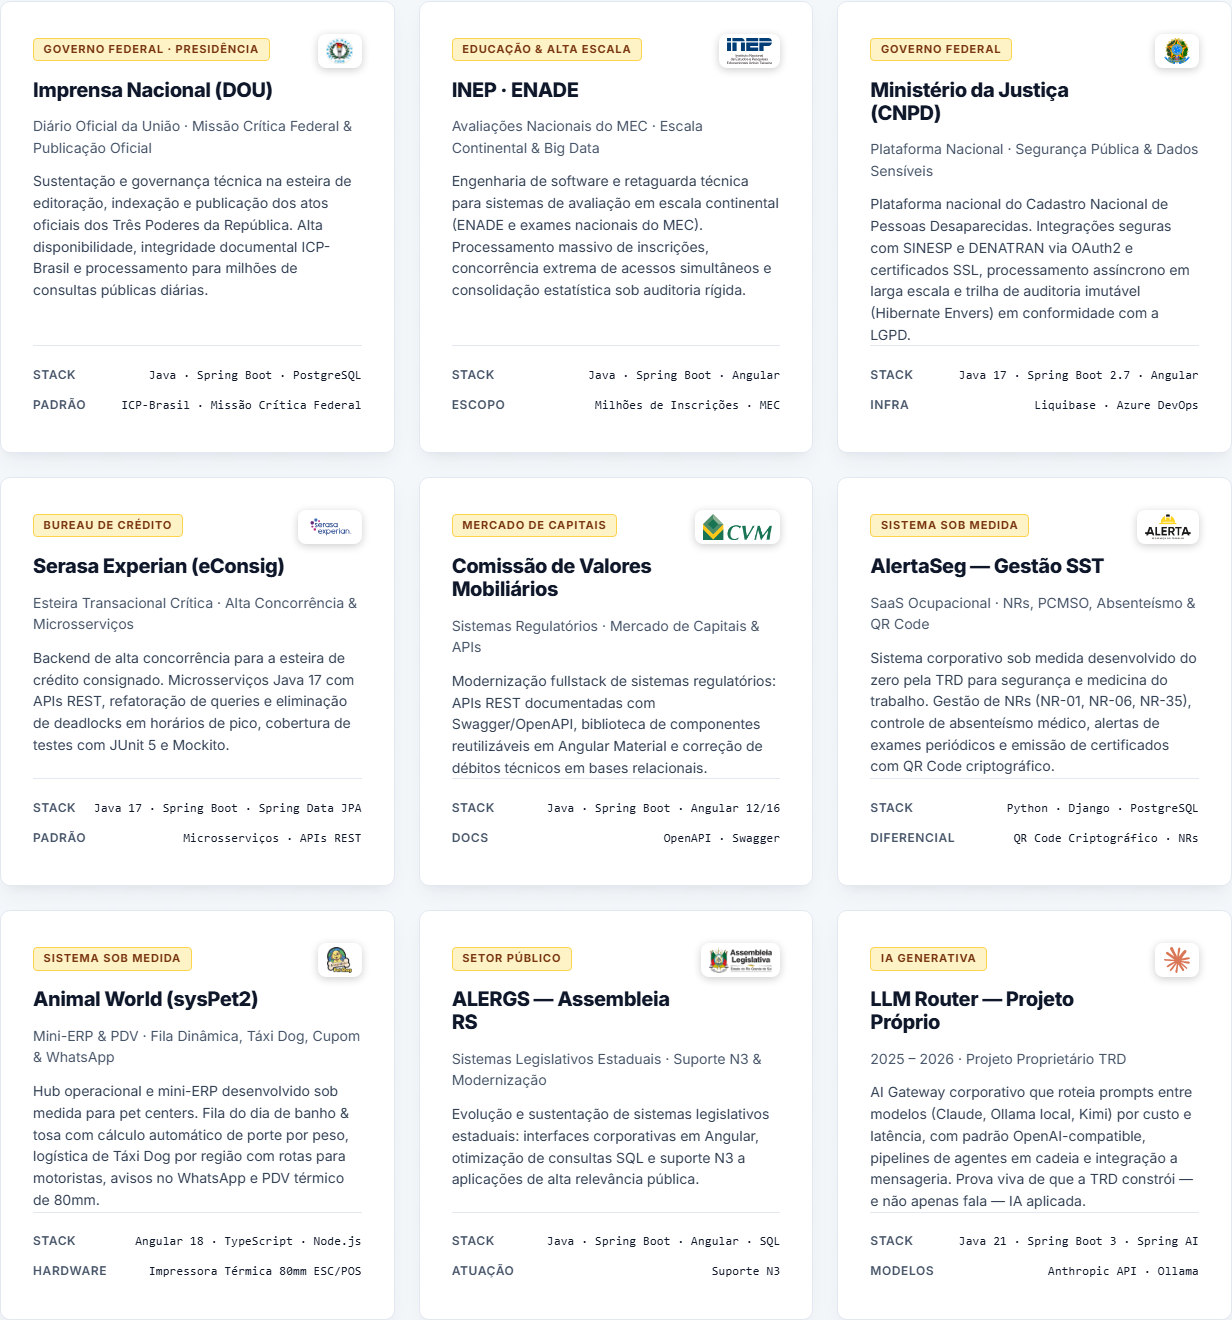 GOVERNO FEDERAL · PRESIDÊNCIA
Imprensa Nacional (DOU)
Diário Oficial da União · Missão Crítica Federal &
Publicação Oficial
Sustentação e governança técnica na esteira de
editoração, indexação e publicação dos atos
oficiais dos Três Poderes da República. Alta
disponibilidade, integridade documental ICP-
Brasil e processamento para milhões de
consultas públicas diárias.
STACK Java · Spring Boot · PostgreSQL
PADRÃO ICP-Brasil · Missão Crítica Federal
EDUCAÇÃO & ALTA ESCALA
inep
INEP · ENADE
Avaliações Nacionais do MEC · Escala
Continental & Big Data
Engenharia de software e retaguarda técnica
para sistemas de avaliação em escala continental
(ENADE e exames nacionais do MEC).
Processamento massivo de inscrições,
concorrência extrema de acessos simultâneos e
consolidação estatística sob auditoria rígida.
STACK Java · Spring Boot · Angular
ESCOPO Milhões de Inscrições · MEC
GOVERNO FEDERAL
Ministério da Justiça
(CNPD)
Plataforma Nacional · Segurança Pública & Dados
Sensíveis
Plataforma nacional do Cadastro Nacional de
Pessoas Desaparecidas. Integrações seguras
com SINESP e DENATRAN via OAuth2 e
certificados SSL, processamento assíncrono em
larga escala e trilha de auditoria imutável
(Hibernate Envers) em conformidade com a
LGPD.
STACK Java 17 · Spring Boot 2.7 · Angular
INFRA Liquibase · Azure DevOps
BUREAU DE CRÉDITO
serasa
experian.
Serasa Experian (eConsig)
Esteira Transacional Crítica · Alta Concorrência &
Microsserviços
Backend de alta concorrência para a esteira de
crédito consignado. Microsserviços Java 17 com
APIs REST, refatoração de queries e eliminação
de deadlocks em horários de pico, cobertura de
testes com JUnit 5 e Mockito.
STACK Java 17 · Spring Boot · Spring Data JPA
PADRÃO Microsserviços · APIs REST
MERCADO DE CAPITAIS
CVM
Comissão de Valores
Mobiliários
Sistemas Regulatórios · Mercado de Capitais &
APIs
Modernização fullstack de sistemas regulatórios:
APIs REST documentadas com
Swagger/OpenAPI, biblioteca de componentes
reutilizáveis em Angular Material e correção de
débitos técnicos em bases relacionais.
STACK Java · Spring Boot · Angular 12/16
DOCS OpenAPI · Swagger
SISTEMA SOB MEDIDA
ALERTA
AlertaSeg — Gestão SST
SaaS Ocupacional · NRs, PCMSO, Absenteísmo &
QR Code
Sistema corporativo sob medida desenvolvido do
zero pela TRD para segurança e medicina do
trabalho. Gestão de NRs (NR-01, NR-06, NR-35),
controle de absenteísmo médico, alertas de
exames periódicos e emissão de certificados
com QR Code criptográfico.
STACK Python · Django · PostgreSQL
DIFERENCIAL QR Code Criptográfico · NRs
SISTEMA SOB MEDIDA
Animal World (sysPet2)
Mini-ERP & PDV · Fila Dinâmica, Táxi Dog, Cupom
& WhatsApp
Hub operacional e mini-ERP desenvolvido sob
medida para pet centers. Fila do dia de banho &
tosa com cálculo automático de porte por peso,
logística de Táxi Dog por região com rotas para
motoristas, avisos no WhatsApp e PDV térmico
de 80mm.
STACK Angular 18 · TypeScript · Node.js
HARDWARE Impressora Térmica 80mm ESC/POS
SETOR PÚBLICO
Assembleia
Legislativa
ALERGS — Assembleia
RS
Sistemas Legislativos Estaduais · Suporte N3 &
Modernização
Evolução e sustentação de sistemas legislativos
estaduais: interfaces corporativas em Angular,
otimização de consultas SQL e suporte N3 a
aplicações de alta relevância pública.
STACK Java · Spring Boot · Angular · SQL
ATUAÇÃO Suporte N3
IA GENERATIVA
LLM Router — Projeto
Próprio
2025 – 2026 · Projeto Proprietário TRD
AI Gateway corporativo que roteia prompts entre
modelos (Claude, Ollama local, Kimi) por custo e
latência, com padrão OpenAI-compatible,
pipelines de agentes em cadeia e integração a
mensageria. Prova viva de que a TRD constrói —
e não apenas fala — IA aplicada.
STACK Java 21 · Spring Boot 3 · Spring AI
MODELOS Anthropic API · Ollama